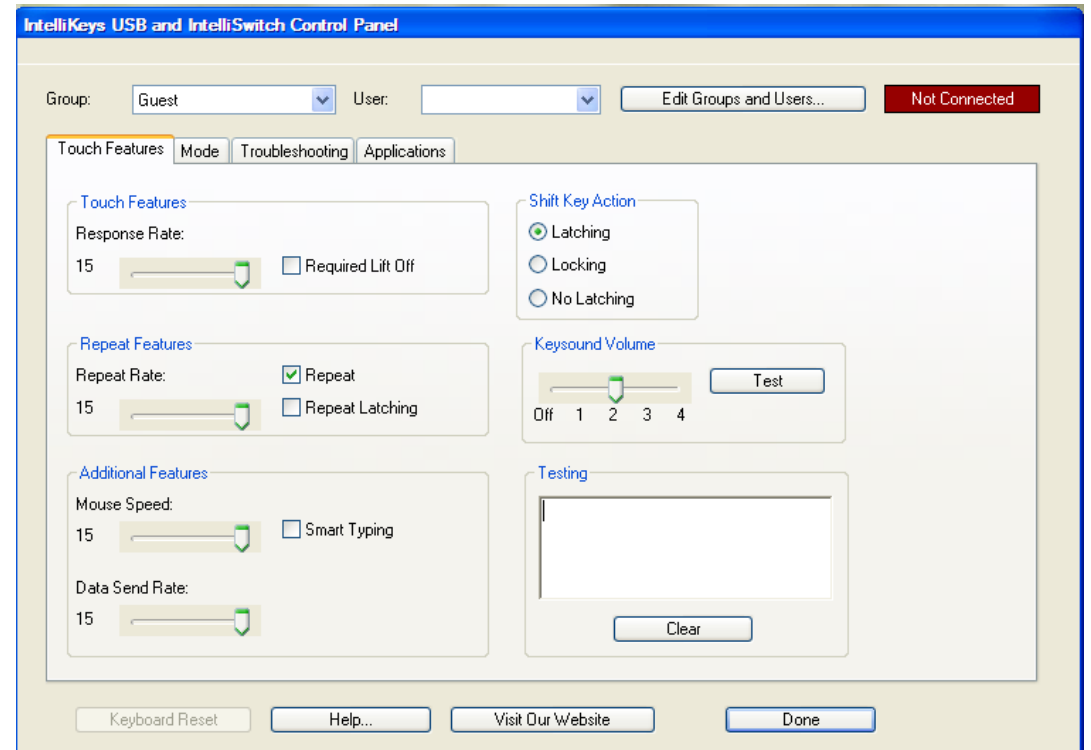 IntelliKeys USB and IntelliSwitch Control Panel
Group: Guest User: Edit Groups and Users... Not Connected
Touch Features Mode Troubleshooting Applications
Touch Features
Response Rate:
15 Required Lift Off
Shift Key Action
Latching
Locking
No Latching
Repeat Features
Repeat Rate: Repeat
15 Repeat Latching
Keysound Volume
Test
Off 1 2 3 4
Additional Features
Mouse Speed:
15 Smart Typing
Data Send Rate:
15
Testing
Clear
Keyboard Reset Help... Visit Our Website Done